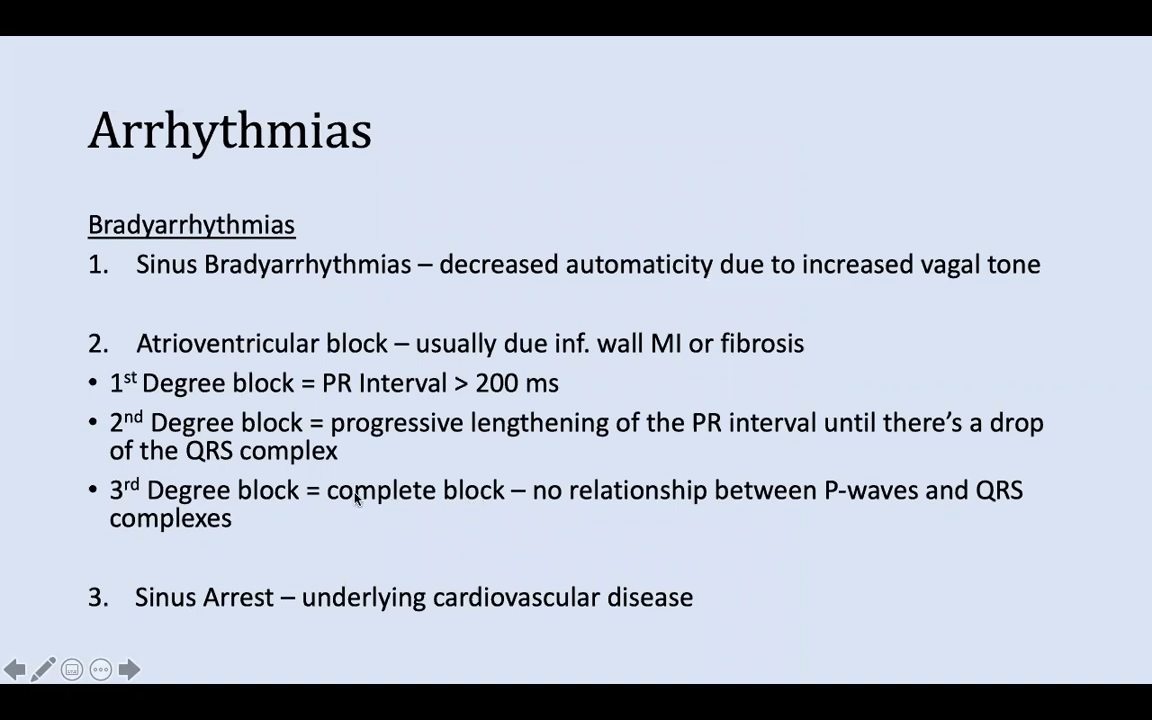 Arrhythmias
Bradyarrhythmias
1. Sinus Bradyarrhythmias – decreased automaticity due to increased vagal tone
2. Atrioventricular block – usually due inf. wall MI or fibrosis
• 1st Degree block = PR Interval > 200 ms
• 2nd Degree block = progressive lengthening of the PR interval until there’s a drop
of the QRS complex
• 3rd Degree block = complete block – no relationship between P-waves and QRS
complexes
3. Sinus Arrest – underlying cardiovascular disease